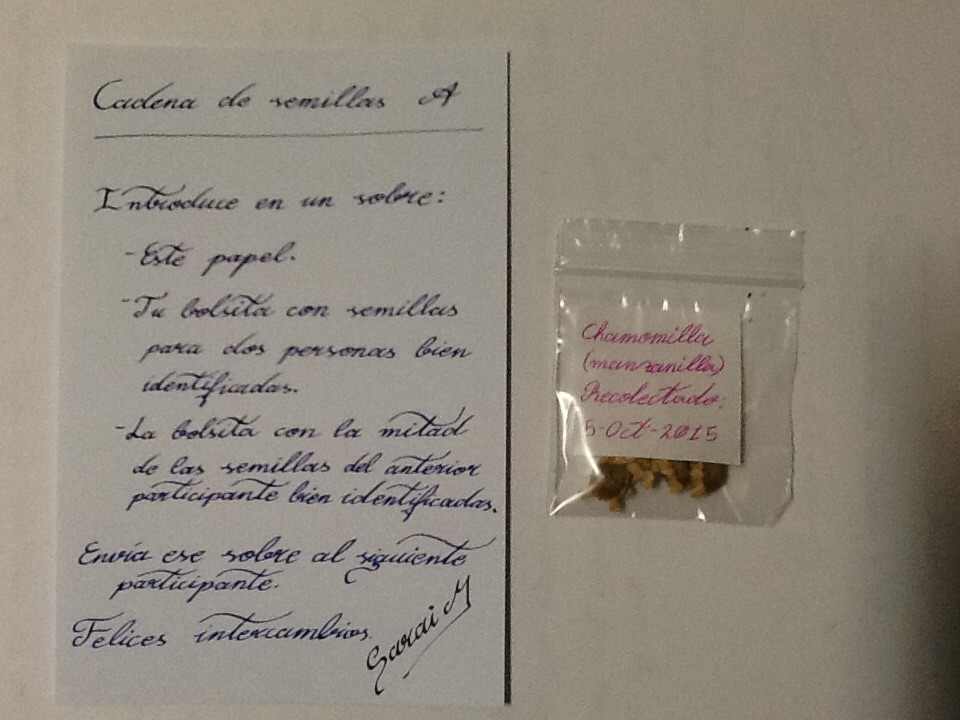 Cadena de semillas A
Introduce en un sobre:
-Este papel.
-Tu bolsita con semillas
para dos personas bien
identificadas.
-La bolsita con la mitad
de las semillas del anterior
participante bien identificadas.
Envía ese sobre al siguiente
participante.
Felices intercambios.
Sarai M
Chamomilla
(manzanilla)
Recolectado:
5-Oct-2015